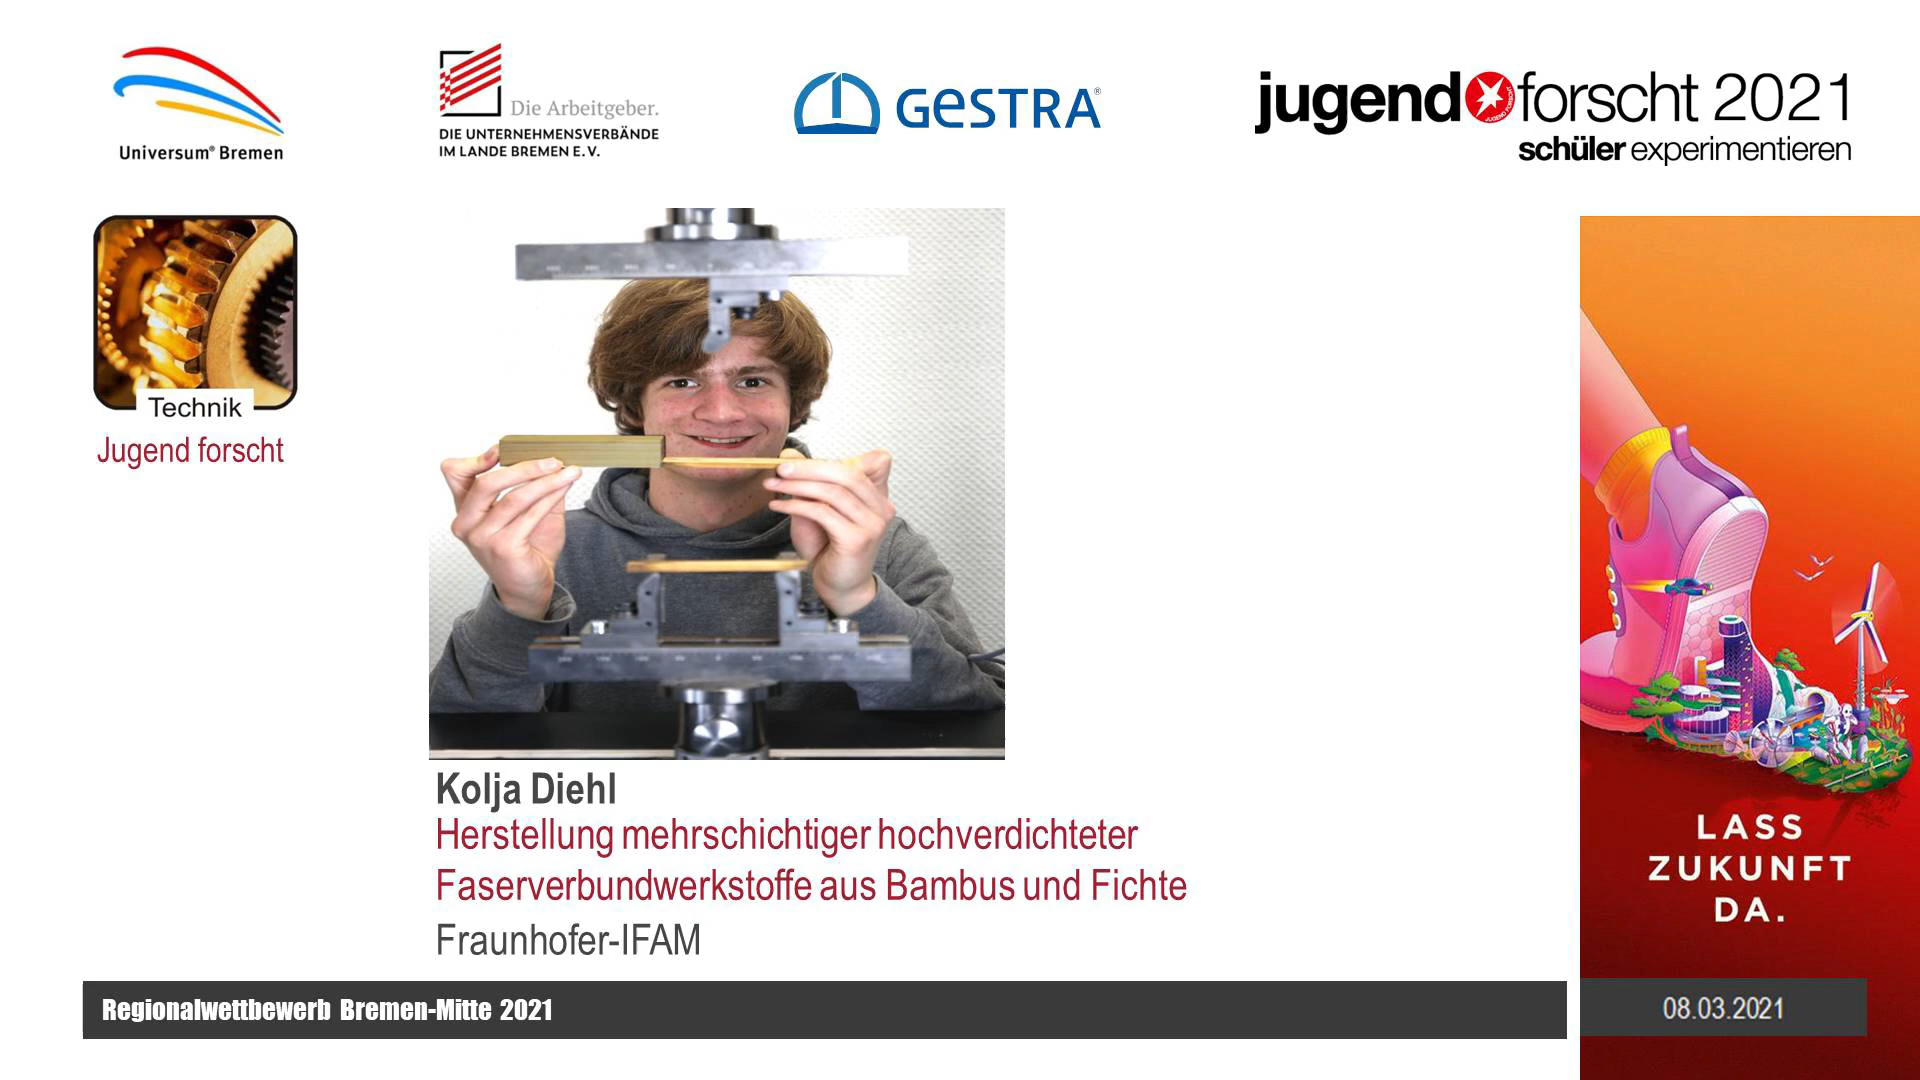 Universum® Bremen
Die Arbeitgeber.
DIE UNTERNEHMENSVERBÄNDE
IM LANDE BREMEN E.V.
GESTRA®
jugend forscht 2021
schüler experimentieren
Technik
Jugend forscht
Kolja Diehl
Herstellung mehrschichtiger hochverdichteter
Faserverbundwerkstoffe aus Bambus und Fichte
Fraunhofer-IFAM
LASS
ZUKUNFT
DA.
Regionalwettbewerb Bremen-Mitte 2021
08.03.2021